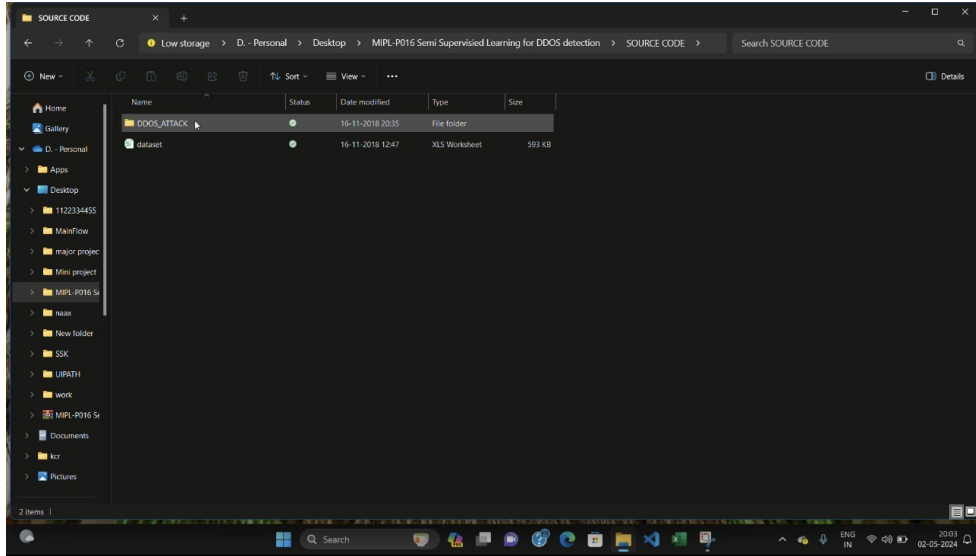 SOURCE CODE
Low storage > D. - Personal > Desktop > MIPL-P016 Semi Supervisied Learning for DDOS detection > SOURCE CODE >
Search SOURCE CODE
New
Sort
View
Details
Name Status Date modified Type Size
DDOS_ATTACK 16-11-2018 20:35 File folder
dataset 16-11-2018 12:47 XLS Worksheet 593 KB
Home
Gallery
D. - Personal
Apps
Desktop
1122334455
MainFlow
major projec
Mini project
MIPL-P016 Se
naax
New folder
SSK
UIPATH
work
MIPL-P016 Se
Documents
kcr
Pictures
2 items
Search
ENG
IN
20:03
02-05-2024